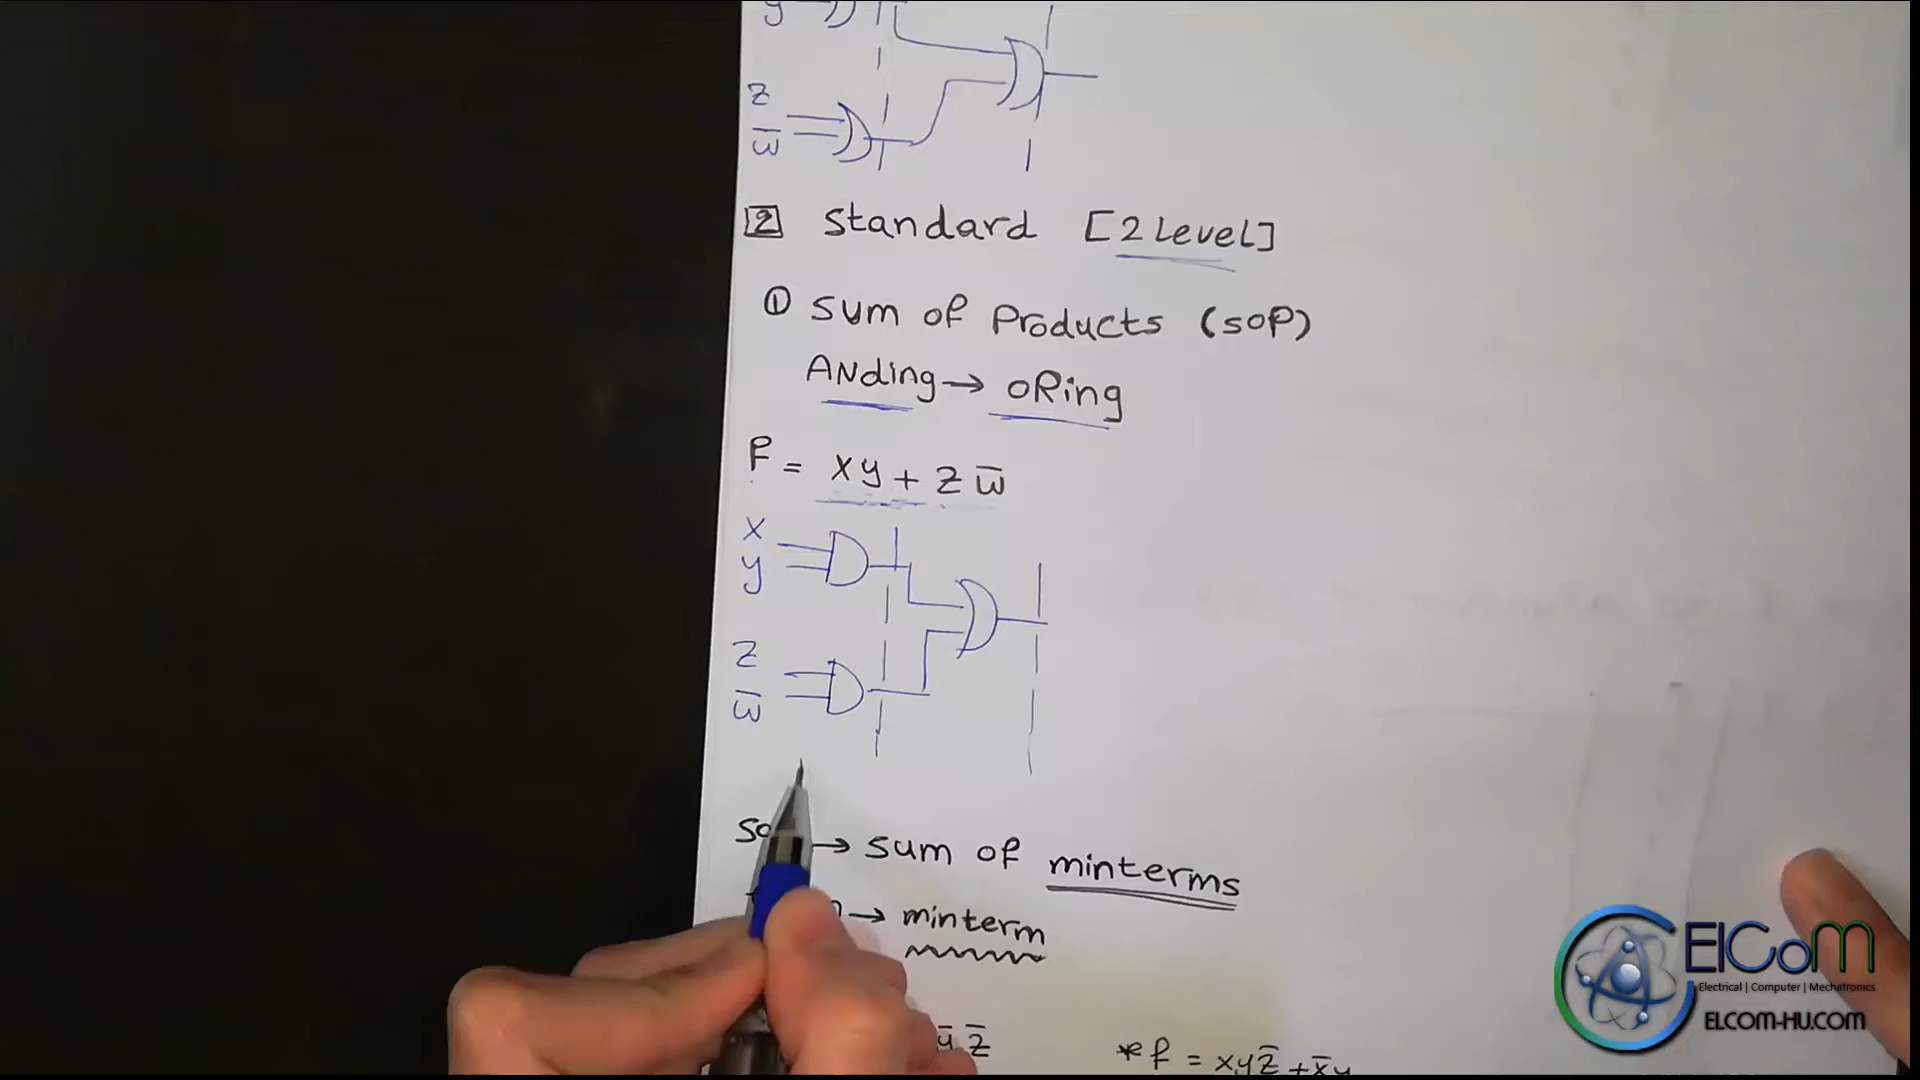 y
z
w̅
2 Standard [2 Level]
① Sum of Products (SOP)
ANding → ORing
F = xy + z w̅
x
y
z
w̅
→ sum of minterms
→ minterm
z̅
*F = xyz̅ + x̅y
ElCoM
Electrical | Computer | Mechatronics
ELCOM-HU.COM